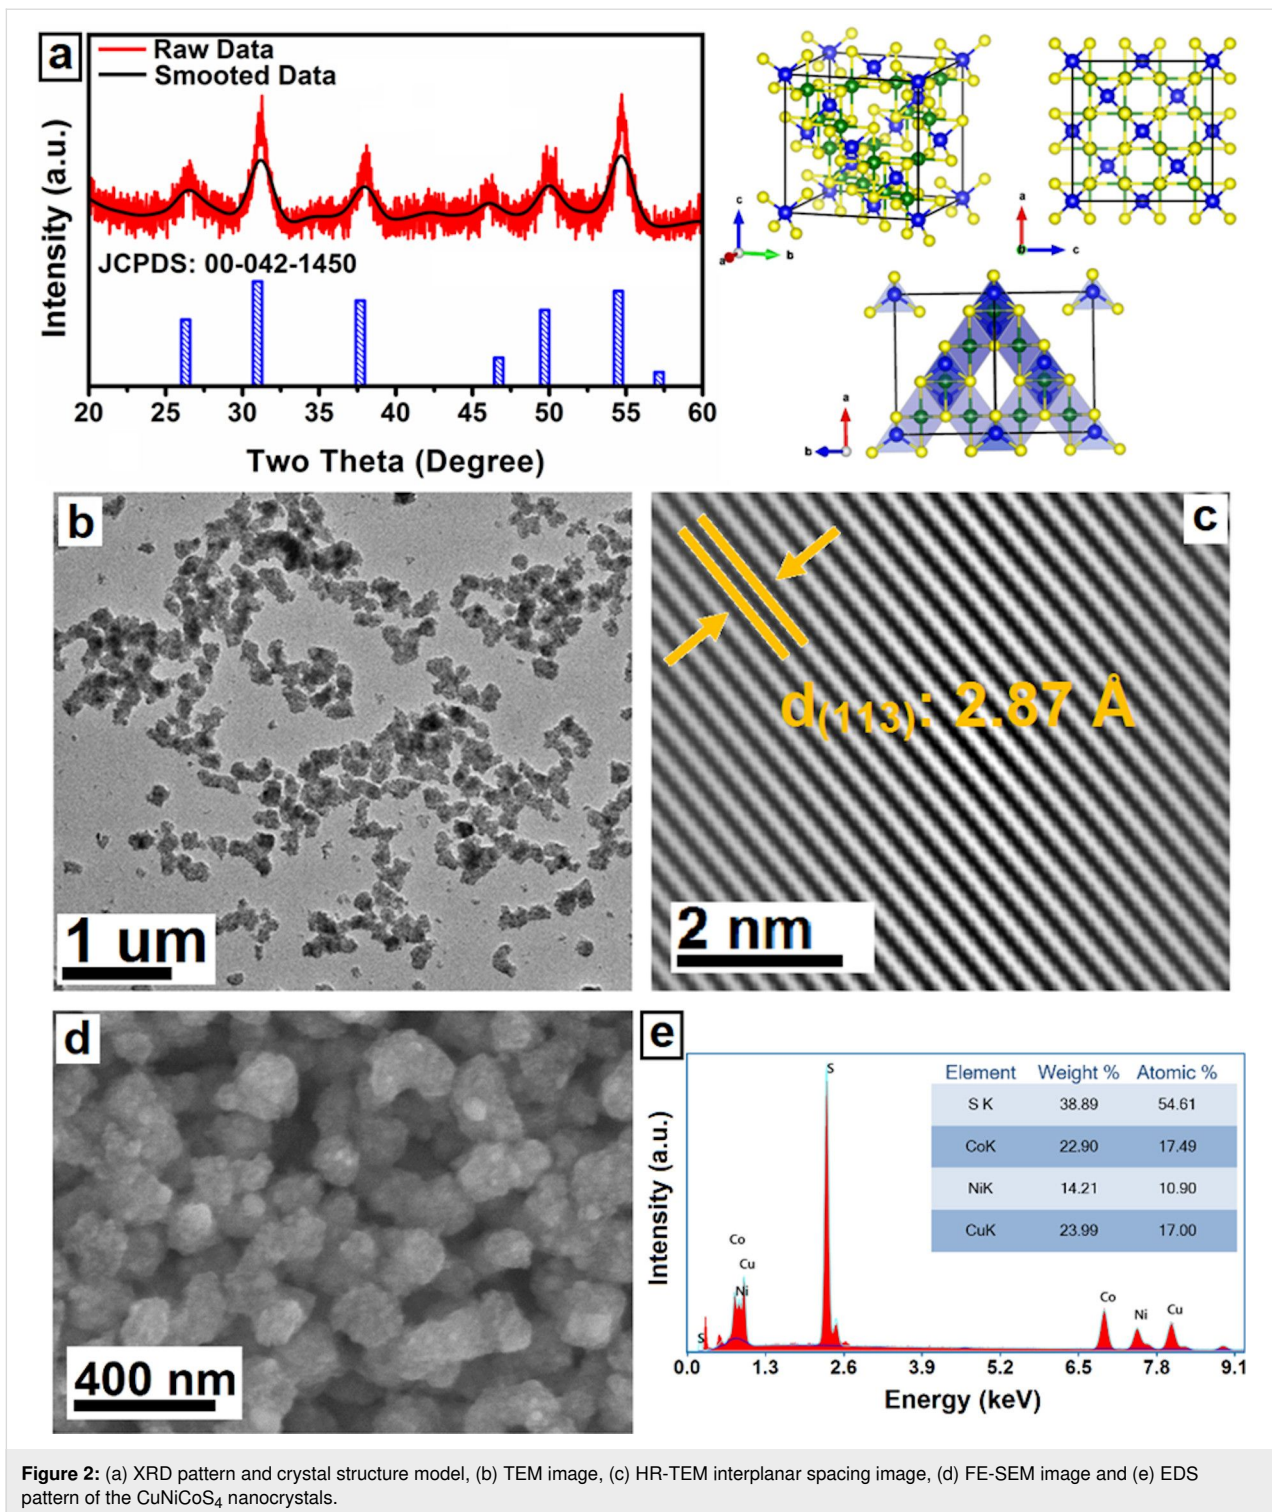 a
Raw Data
Smooted Data
Intensity (a.u.)
JCPDS: 00-042-1450
20 25 30 35 40 45 50 55 60
Two Theta (Degree)
c
a b
a
b c
a
b
b
1 um
c
d(113): 2.87 Å
2 nm
d
400 nm
e
Intensity (a.u.)
S
Element Weight % Atomic %
S K 38.89 54.61
CoK 22.90 17.49
NiK 14.21 10.90
CuK 23.99 17.00
Co
Cu
Ni
S
Co
Ni
Cu
0.0 1.3 2.6 3.9 5.2 6.5 7.8 9.1
Energy (keV)
Figure 2: (a) XRD pattern and crystal structure model, (b) TEM image, (c) HR-TEM interplanar spacing image, (d) FE-SEM image and (e) EDS
pattern of the CuNiCoS4 nanocrystals.